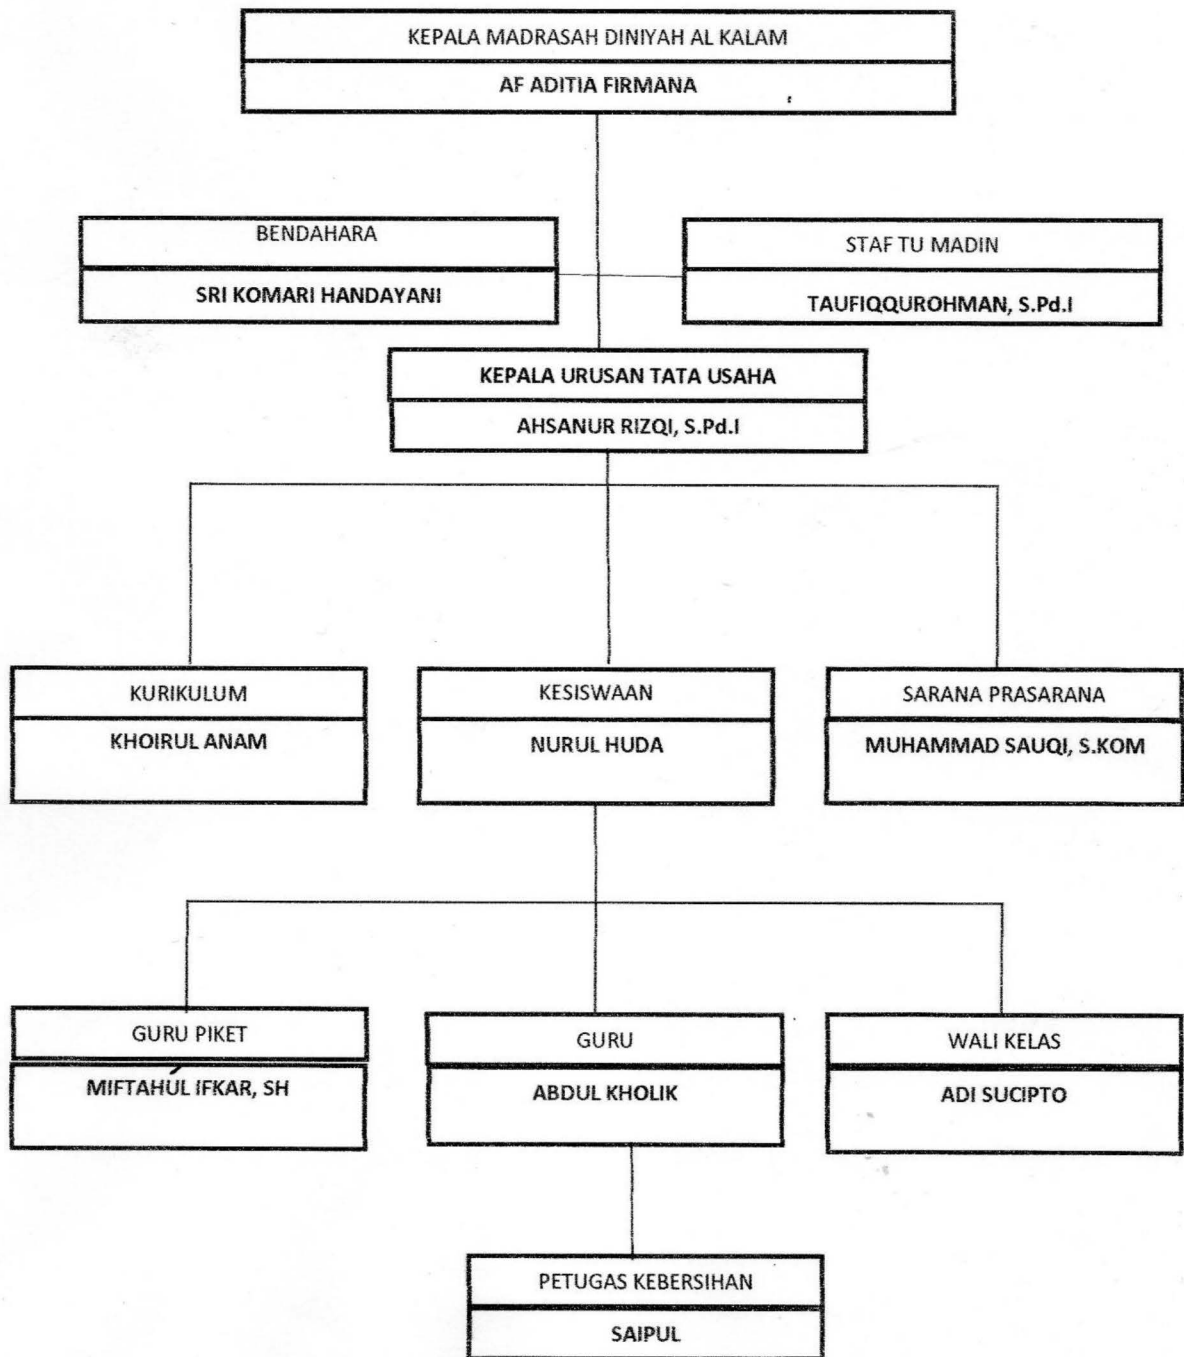 KEPALA MADRASAH DINIYAH AL KALAM
AF ADITIA FIRMANA
BENDAHARA
SRI KOMARI HANDAYANI
STAF TU MADIN
TAUFIQQUROHMAN, S.Pd.I
KEPALA URUSAN TATA USAHA
AHSANUR RIZQI, S.Pd.I
KURIKULUM
KHOIRUL ANAM
KESISWAAN
NURUL HUDA
SARANA PRASARANA
MUHAMMAD SAUQI, S.KOM
GURU PIKET
MIFTAHUL IFKAR, SH
GURU
ABDUL KHOLIK
WALI KELAS
ADI SUCIPTO
PETUGAS KEBERSIHAN
SAIPUL